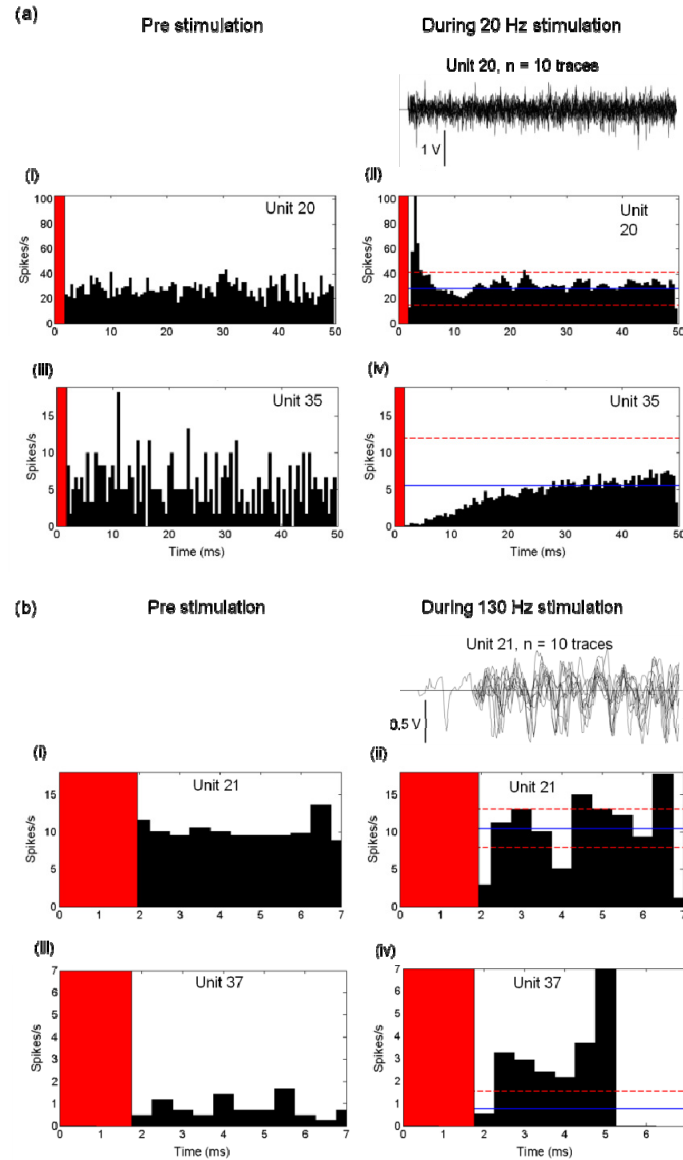 (a)
Pre stimulation
During 20 Hz stimulation
Unit 20, n = 10 traces
1 V
(i)
Unit 20
Spikes/s
100
80
60
40
20
0
0 10 20 30 40 50
(ii)
Unit
20
Spikes/s
100
80
60
40
20
0
0 10 20 30 40 50
(iii)
Unit 35
Spikes/s
15
10
5
0
0 10 20 30 40 50
Time (ms)
(iv)
Unit 35
Spikes/s
15
10
5
0
0 10 20 30 40 50
Time (ms)
(b)
Pre stimulation
During 130 Hz stimulation
Unit 21, n = 10 traces
0.5 V
(i)
Unit 21
Spikes/s
15
10
5
0
0 1 2 3 4 5 6 7
(ii)
Unit 21
Spikes/s
15
10
5
0
0 1 2 3 4 5 6 7
(iii)
Unit 37
Spikes/s
7
6
5
4
3
2
1
0
0 1 2 3 4 5 6 7
Time (ms)
(iv)
Unit 37
Spikes/s
7
6
5
4
3
2
1
0
0 1 2 3 4 5 6
Time (ms)